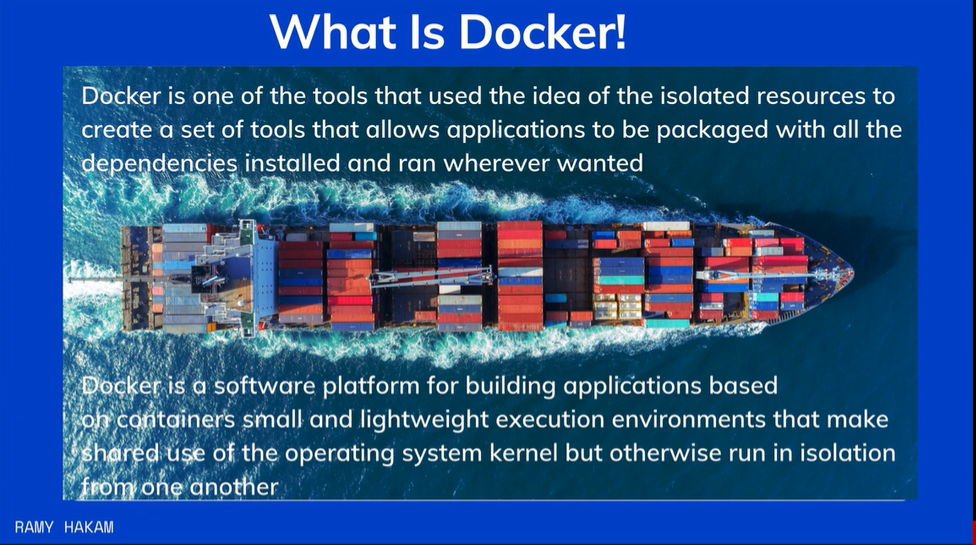 What Is Docker!
Docker is one of the tools that used the idea of the isolated resources to
create a set of tools that allows applications to be packaged with all the
dependencies installed and ran wherever wanted
Docker is a software platform for building applications based
on containers small and lightweight execution environments that make
shared use of the operating system kernel but otherwise run in isolation
from one another
RAMY HAKAM